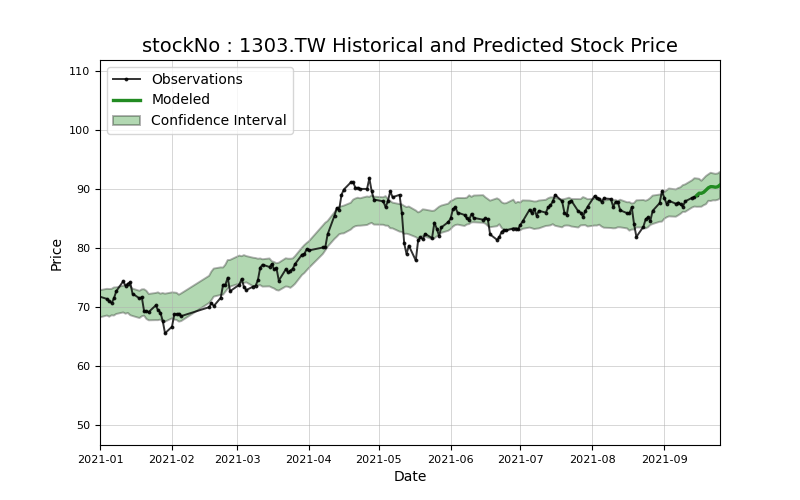 stockNo : 1303.TW Historical and Predicted Stock Price
Observations
Modeled
Confidence Interval
110
100
90
80
70
60
50
Price
2021-01 2021-02 2021-03 2021-04 2021-05 2021-06 2021-07 2021-08 2021-09
Date